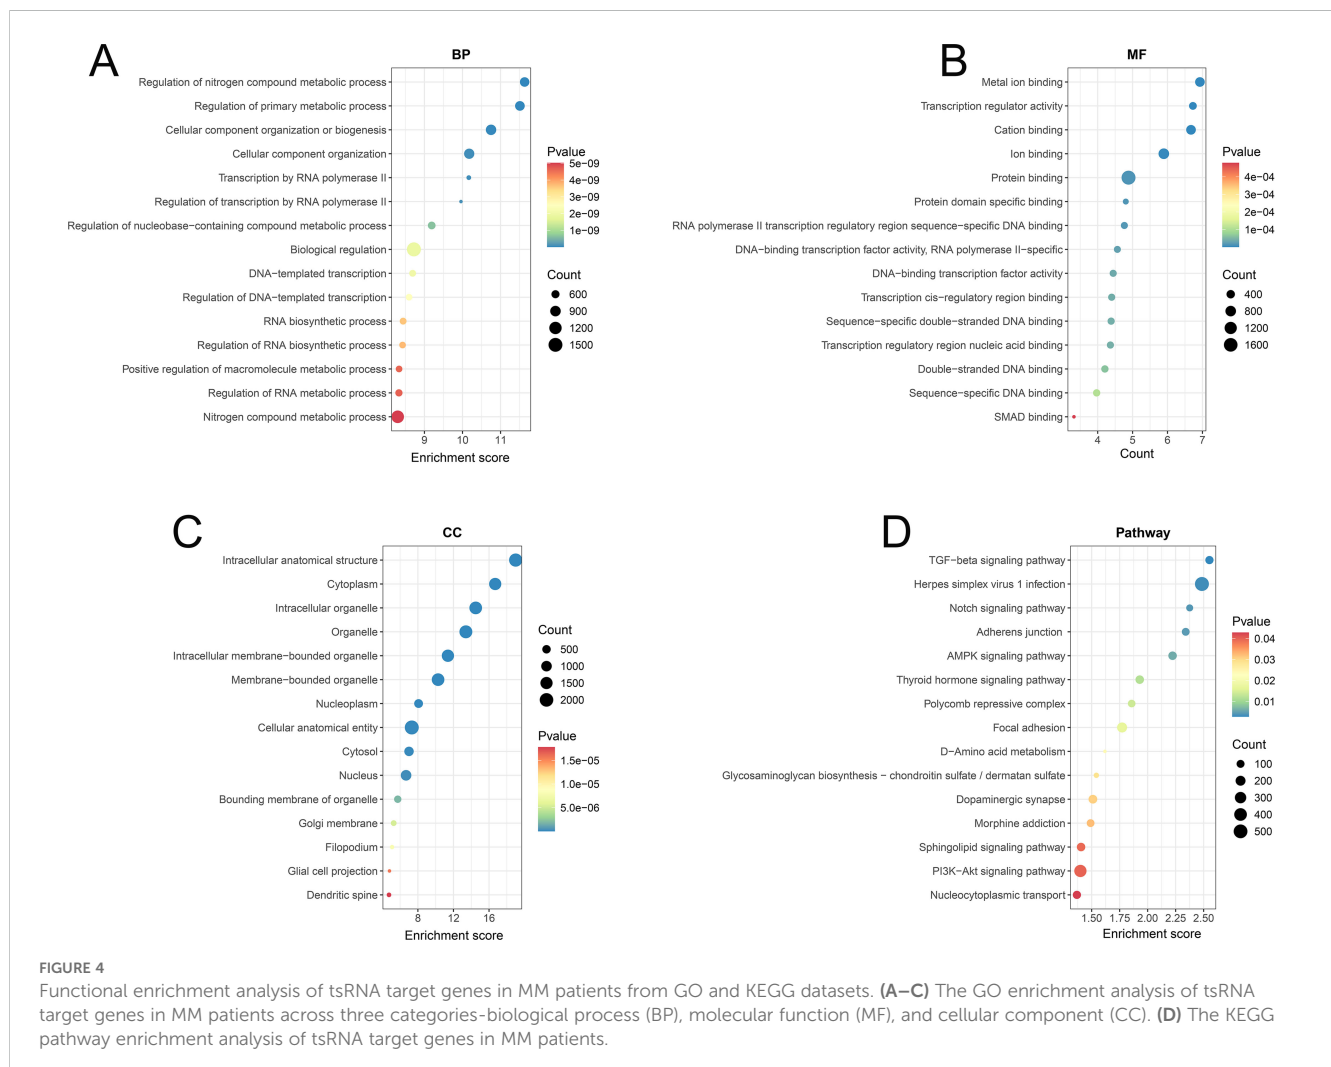 A
BP
Regulation of nitrogen compound metabolic process
Regulation of primary metabolic process
Cellular component organization or biogenesis
Cellular component organization
Transcription by RNA polymerase II
Regulation of transcription by RNA polymerase II
Regulation of nucleobase−containing compound metabolic process
Biological regulation
DNA−templated transcription
Regulation of DNA−templated transcription
RNA biosynthetic process
Regulation of RNA biosynthetic process
Positive regulation of macromolecule metabolic process
Regulation of RNA metabolic process
Nitrogen compound metabolic process
9 10 11
Enrichment score
Pvalue
5e−09
4e−09
3e−09
2e−09
1e−09
Count
600
900
1200
1500
B
MF
Metal ion binding
Transcription regulator activity
Cation binding
Ion binding
Protein binding
Protein domain specific binding
RNA polymerase II transcription regulatory region sequence−specific DNA binding
DNA−binding transcription factor activity, RNA polymerase II−specific
DNA−binding transcription factor activity
Transcription cis−regulatory region binding
Sequence−specific double−stranded DNA binding
Transcription regulatory region nucleic acid binding
Double−stranded DNA binding
Sequence−specific DNA binding
SMAD binding
4 5 6 7
Count
Pvalue
4e−04
3e−04
2e−04
1e−04
Count
400
800
1200
1600
C
CC
Intracellular anatomical structure
Cytoplasm
Intracellular organelle
Organelle
Intracellular membrane−bounded organelle
Membrane−bounded organelle
Nucleoplasm
Cellular anatomical entity
Cytosol
Nucleus
Bounding membrane of organelle
Golgi membrane
Filopodium
Glial cell projection
Dendritic spine
8 12 16
Enrichment score
Count
500
1000
1500
2000
Pvalue
1.5e−05
1.0e−05
5.0e−06
D
Pathway
TGF−beta signaling pathway
Herpes simplex virus 1 infection
Notch signaling pathway
Adherens junction
AMPK signaling pathway
Thyroid hormone signaling pathway
Polycomb repressive complex
Focal adhesion
D−Amino acid metabolism
Glycosaminoglycan biosynthesis − chondroitin sulfate / dermatan sulfate
Dopaminergic synapse
Morphine addiction
Sphingolipid signaling pathway
PI3K−Akt signaling pathway
Nucleocytoplasmic transport
1.50 1.75 2.00 2.25 2.50
Enrichment score
Pvalue
0.04
0.03
0.02
0.01
Count
100
200
300
400
500
FIGURE 4
Functional enrichment analysis of tsRNA target genes in MM patients from GO and KEGG datasets. (A–C) The GO enrichment analysis of tsRNA
target genes in MM patients across three categories-biological process (BP), molecular function (MF), and cellular component (CC). (D) The KEGG
pathway enrichment analysis of tsRNA target genes in MM patients.